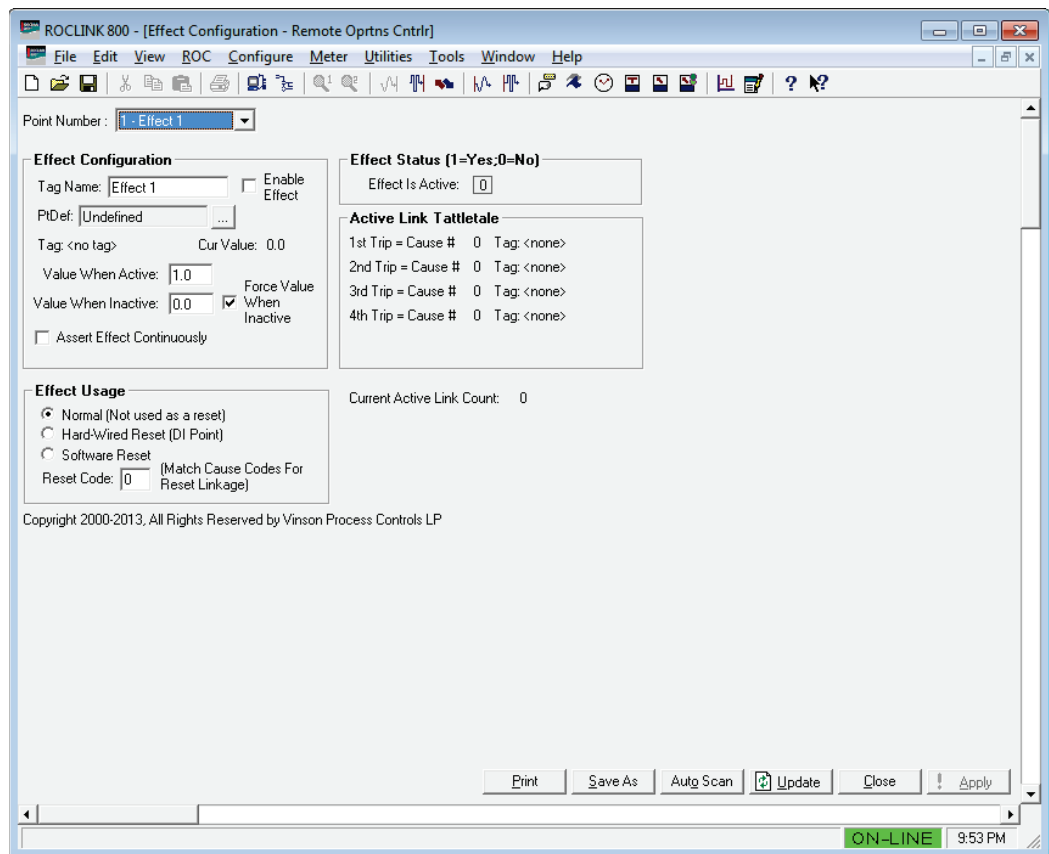 ROCLINK 800 - [Effect Configuration - Remote Oprtns Cntrlr]
File Edit View ROC Configure Meter Utilities Tools Window Help
Point Number : 1 - Effect 1
Effect Configuration
Tag Name: Effect 1
Enable Effect
PtDef: Undefined ...
Tag: <no tag> Cur Value: 0.0
Value When Active: 1.0
Value When Inactive: 0.0
Force Value When Inactive
Assert Effect Continuously
Effect Status (1=Yes;0=No)
Effect Is Active: 0
Active Link Tattletale
1st Trip = Cause # 0 Tag: <none>
2nd Trip = Cause # 0 Tag: <none>
3rd Trip = Cause # 0 Tag: <none>
4th Trip = Cause # 0 Tag: <none>
Effect Usage
Normal (Not used as a reset)
Hard-Wired Reset (DI Point)
Software Reset
Reset Code: 0
(Match Cause Codes For Reset Linkage)
Current Active Link Count: 0
Copyright 2000-2013, All Rights Reserved by Vinson Process Controls LP
Print Save As Auto Scan Update Close ! Apply
ON-LINE 9:53 PM